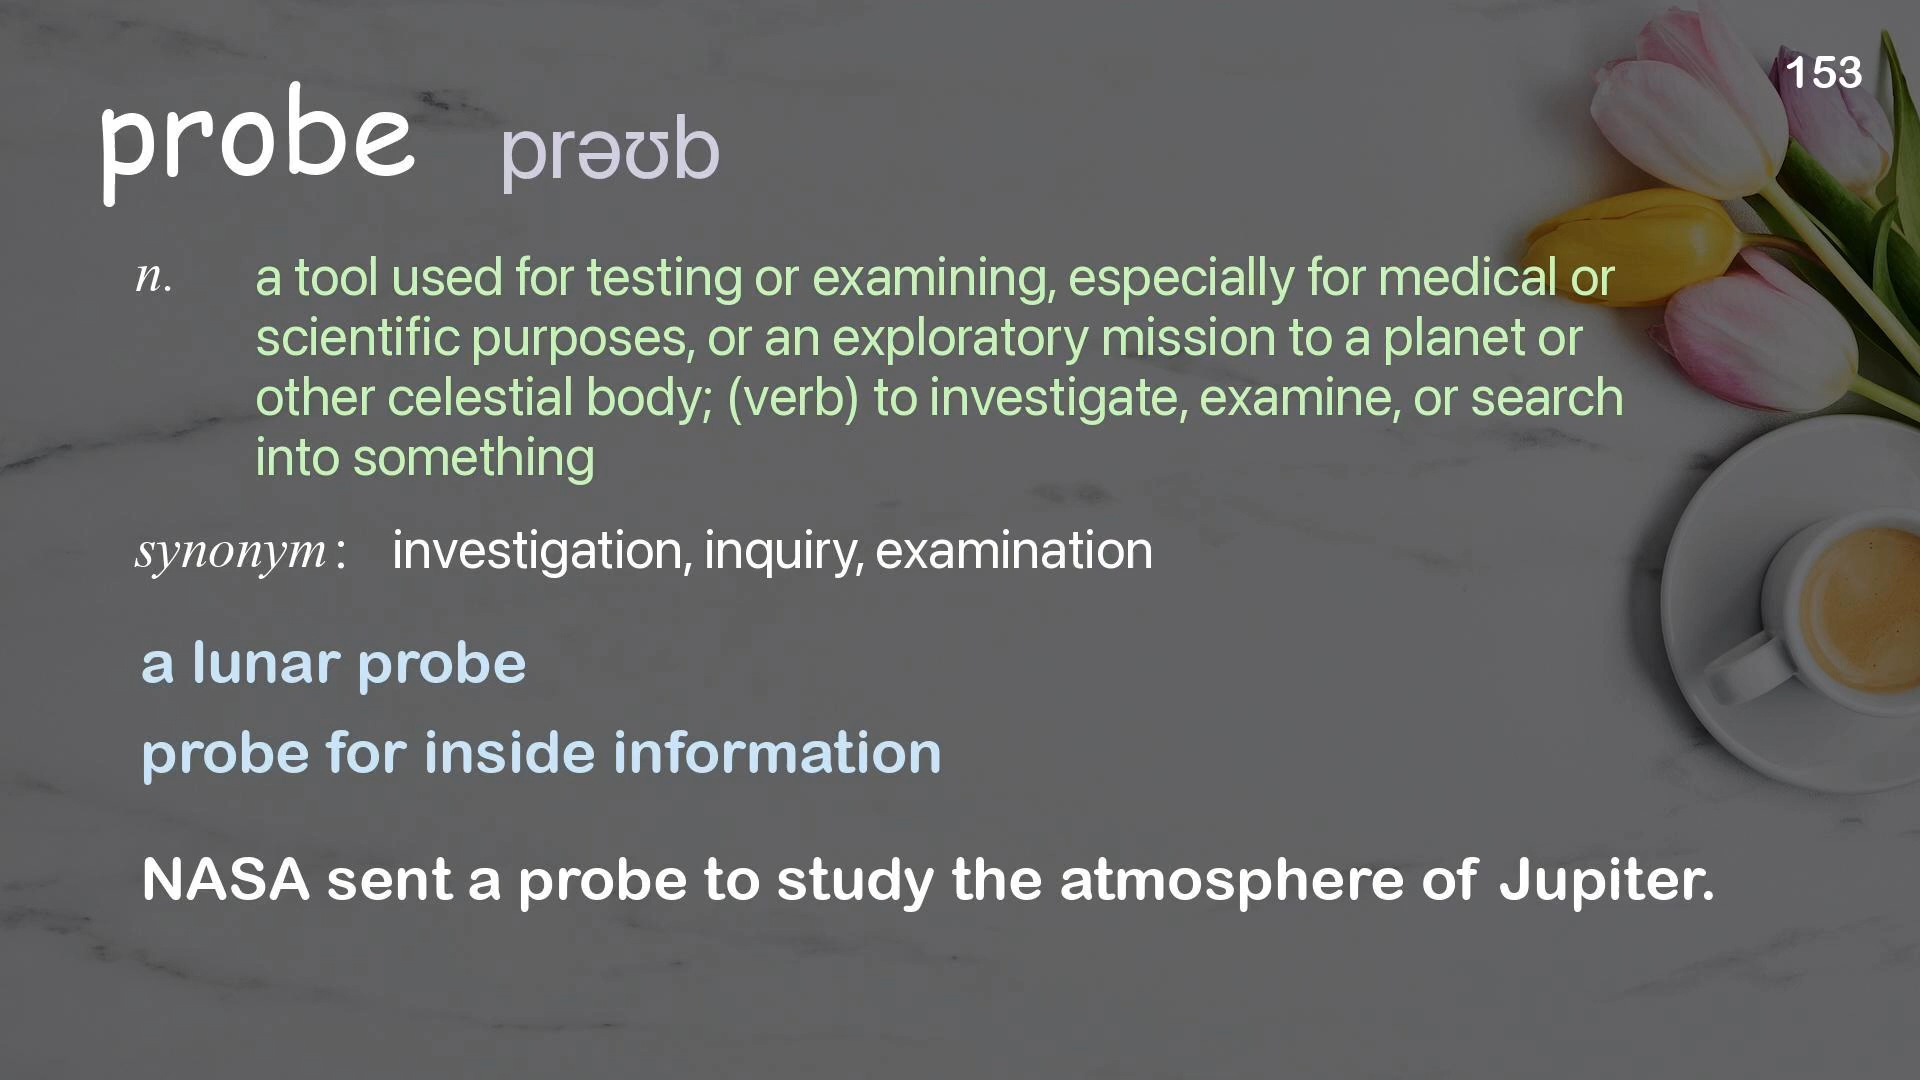 153
probe prəʊb
n. a tool used for testing or examining, especially for medical or
scientific purposes, or an exploratory mission to a planet or
other celestial body; (verb) to investigate, examine, or search
into something
synonym: investigation, inquiry, examination
a lunar probe
probe for inside information
NASA sent a probe to study the atmosphere of Jupiter.